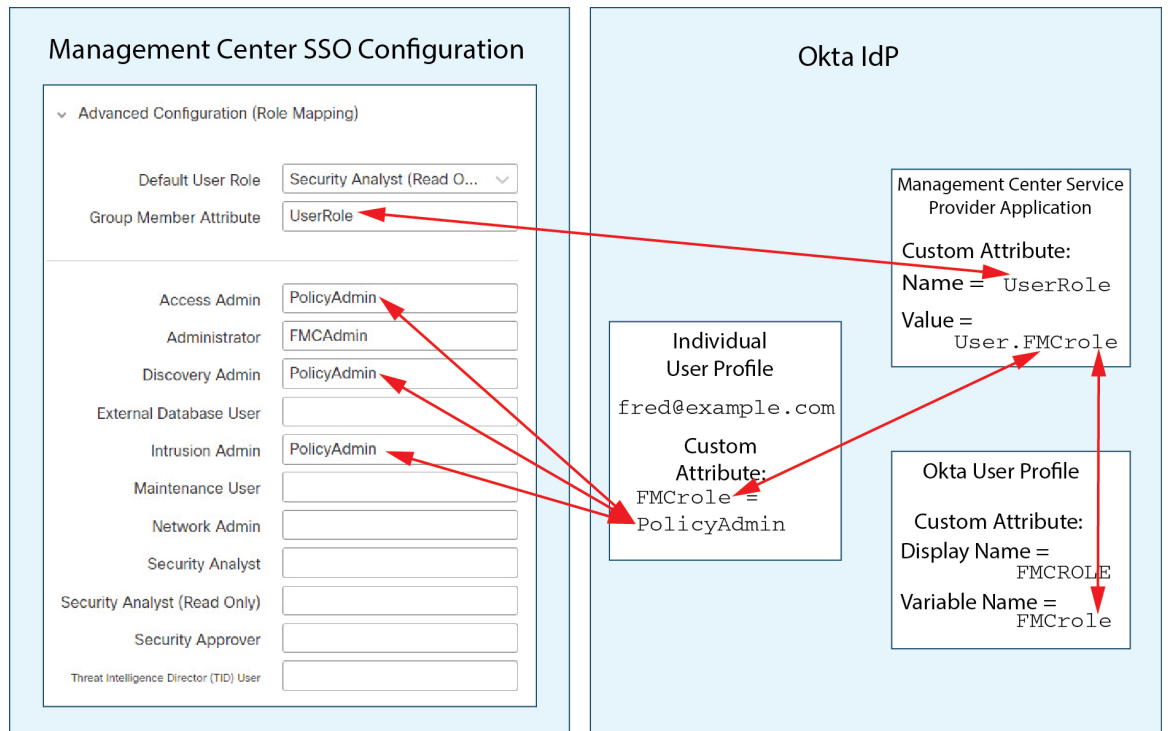 Management Center SSO Configuration
Advanced Configuration (Role Mapping)
Default User Role Security Analyst (Read O...
Group Member Attribute UserRole
Access Admin PolicyAdmin
Administrator FMCAdmin
Discovery Admin PolicyAdmin
External Database User
Intrusion Admin PolicyAdmin
Maintenance User
Network Admin
Security Analyst
Security Analyst (Read Only)
Security Approver
Threat Intelligence Director (TID) User
Okta IdP
Individual
User Profile
fred@example.com
Custom
Attribute:
FMCrole =
PolicyAdmin
Management Center Service
Provider Application
Custom Attribute:
Name = UserRole
Value =
User.FMCrole
Okta User Profile
Custom Attribute:
Display Name =
FMCROLE
Variable Name =
FMCrole